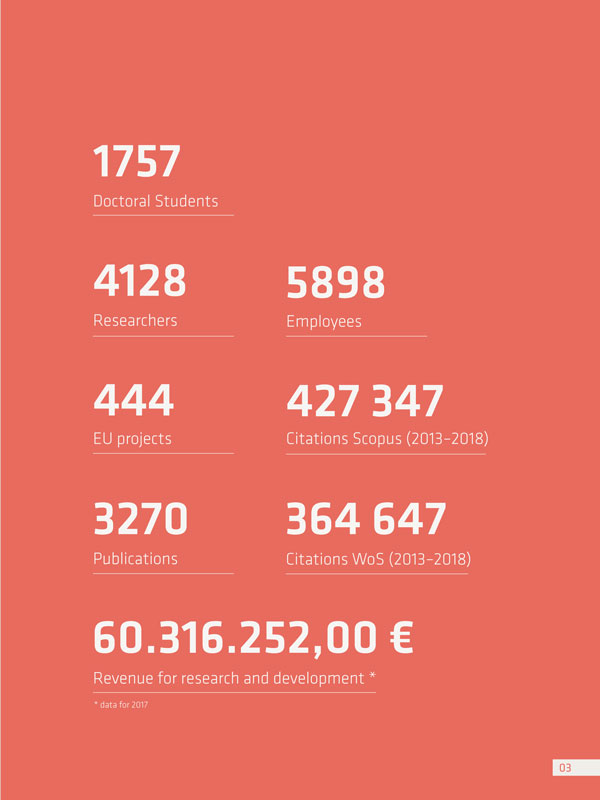 1757
Doctoral Students
4128
Researchers
5898
Employees
444
EU projects
427 347
Citations Scopus (2013–2018)
3270
Publications
364 647
Citations WoS (2013–2018)
60.316.252,00 €
Revenue for research and development *
* data for 2017
03